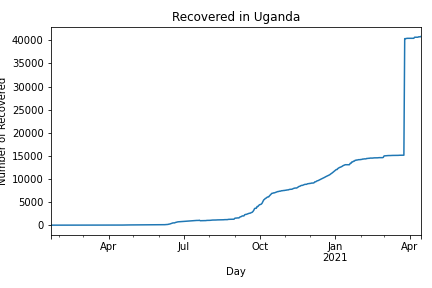 Recovered in Uganda
Number of Recovered
40000
35000
30000
25000
20000
15000
10000
5000
0
Apr
Jul
Oct
Jan
2021
Apr
Day